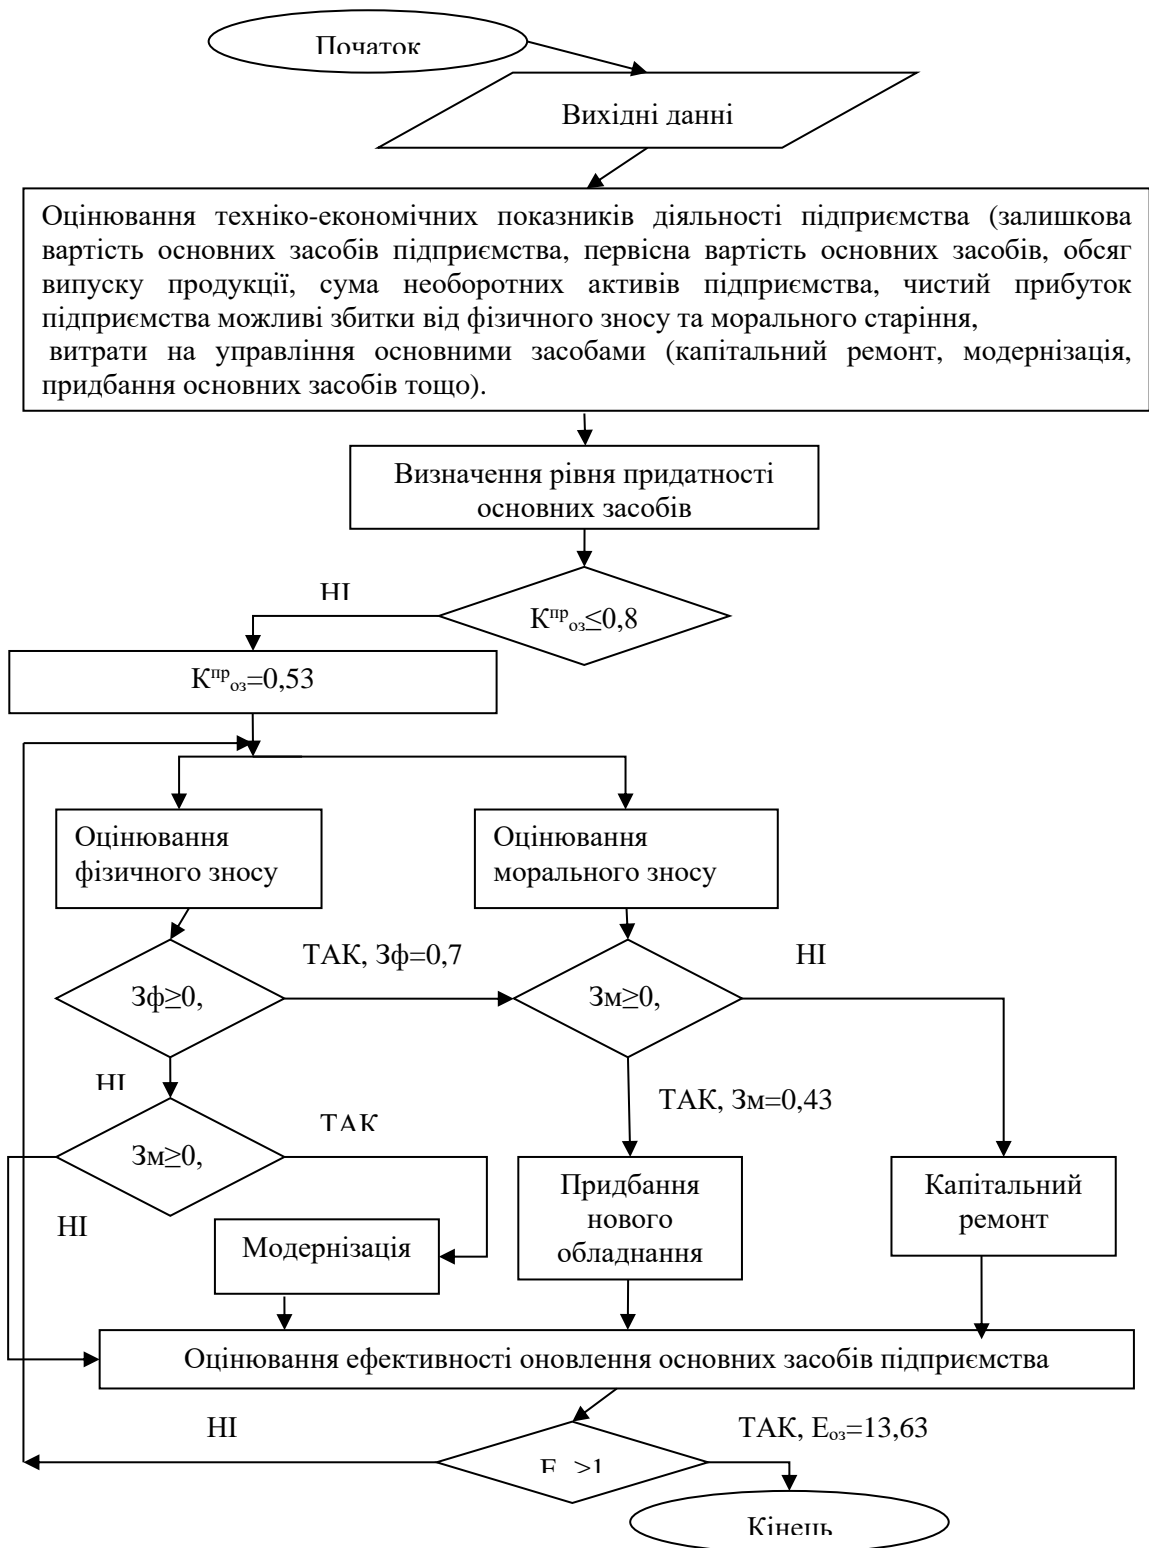 Початок
Вихідні данні
Оцінювання техніко-економічних показників діяльності підприємства (залишкова
вартість основних засобів підприємства, первісна вартість основних засобів, обсяг
випуску продукції, сума необоротних активів підприємства, чистий прибуток
підприємства можливі збитки від фізичного зносу та морального старіння,
витрати на управління основними засобами (капітальний ремонт, модернізація,
придбання основних засобів тощо).
Визначення рівня придатності
основних засобів
НІ
К^пр_оз≤0,8
К^пр_оз=0,53
Оцінювання
фізичного зносу
Оцінювання
морального зносу
ТАК, Зф=0,7
НІ
Зф≥0,
Зм≥0,
НІ
ТАК, Зм=0,43
ТАК
Зм≥0,
НІ
Модернізація
Придбання
нового
обладнання
Капітальний
ремонт
Оцінювання ефективності оновлення основних засобів підприємства
НІ
ТАК, Е_оз=13,63
Кінець